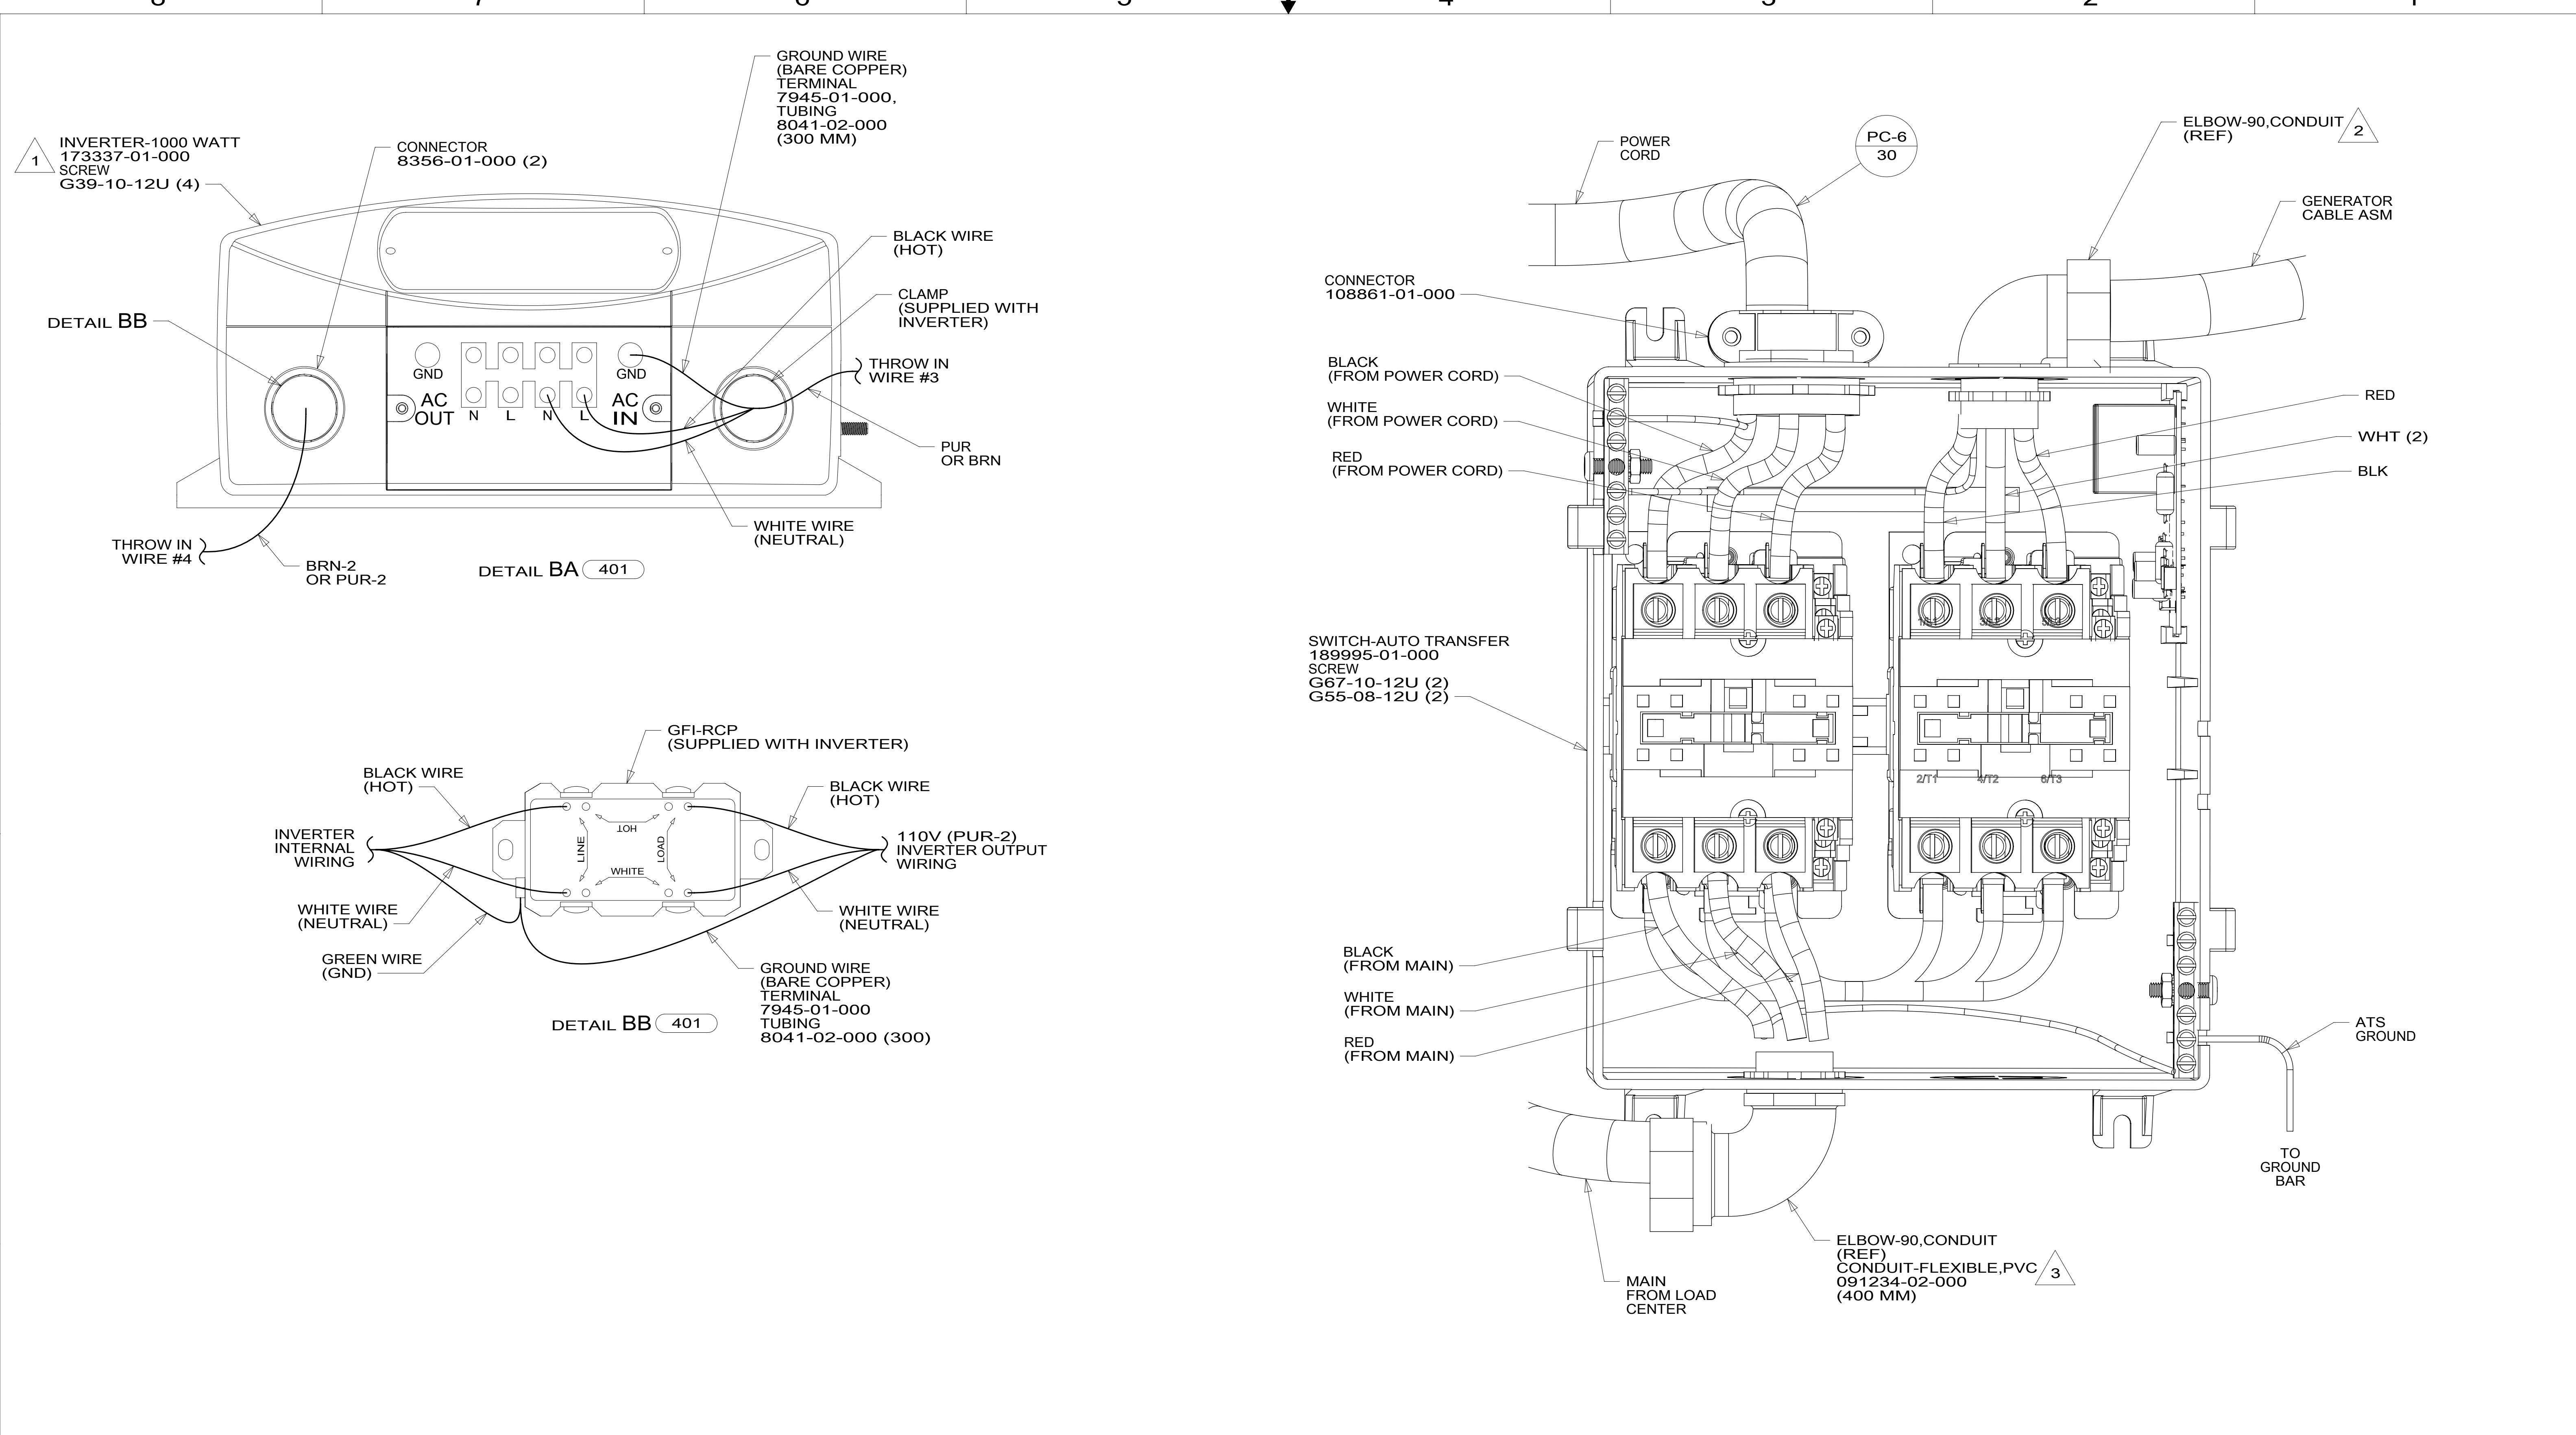 GROUND WIRE
(BARE COPPER)
TERMINAL
7945-01-000,
TUBING
8041-02-000
(300 MM)
1
INVERTER-1000 WATT
173337-01-000
SCREW
G39-10-12U (4)
CONNECTOR
8356-01-000 (2)
BLACK WIRE
(HOT)
CLAMP
(SUPPLIED WITH
INVERTER)
DETAIL BB
THROW IN
WIRE #3
GND
GND
AC
OUT
N
L
N
L
AC
IN
PUR
OR BRN
WHITE WIRE
(NEUTRAL)
THROW IN
WIRE #4
BRN-2
OR PUR-2
DETAIL BA 401
GFI-RCP
(SUPPLIED WITH INVERTER)
BLACK WIRE
(HOT)
BLACK WIRE
(HOT)
HOT
LINE
LOAD
WHITE
INVERTER
INTERNAL
WIRING
110V (PUR-2)
INVERTER OUTPUT
WIRING
WHITE WIRE
(NEUTRAL)
WHITE WIRE
(NEUTRAL)
GREEN WIRE
(GND)
GROUND WIRE
(BARE COPPER)
TERMINAL
7945-01-000
TUBING
8041-02-000 (300)
DETAIL BB 401
POWER
CORD
PC-6
30
ELBOW-90,CONDUIT
(REF)
2
GENERATOR
CABLE ASM
CONNECTOR
108861-01-000
BLACK
(FROM POWER CORD)
WHITE
(FROM POWER CORD)
RED
(FROM POWER CORD)
RED
WHT (2)
BLK
SWITCH-AUTO TRANSFER
189995-01-000
SCREW
G67-10-12U (2)
G55-08-12U (2)
2/T1
4/T2
6/T3
BLACK
(FROM MAIN)
WHITE
(FROM MAIN)
RED
(FROM MAIN)
ATS
GROUND
TO
GROUND
BAR
MAIN
FROM LOAD
CENTER
ELBOW-90,CONDUIT
(REF)
CONDUIT-FLEXIBLE,PVC
091234-02-000
(400 MM)
3